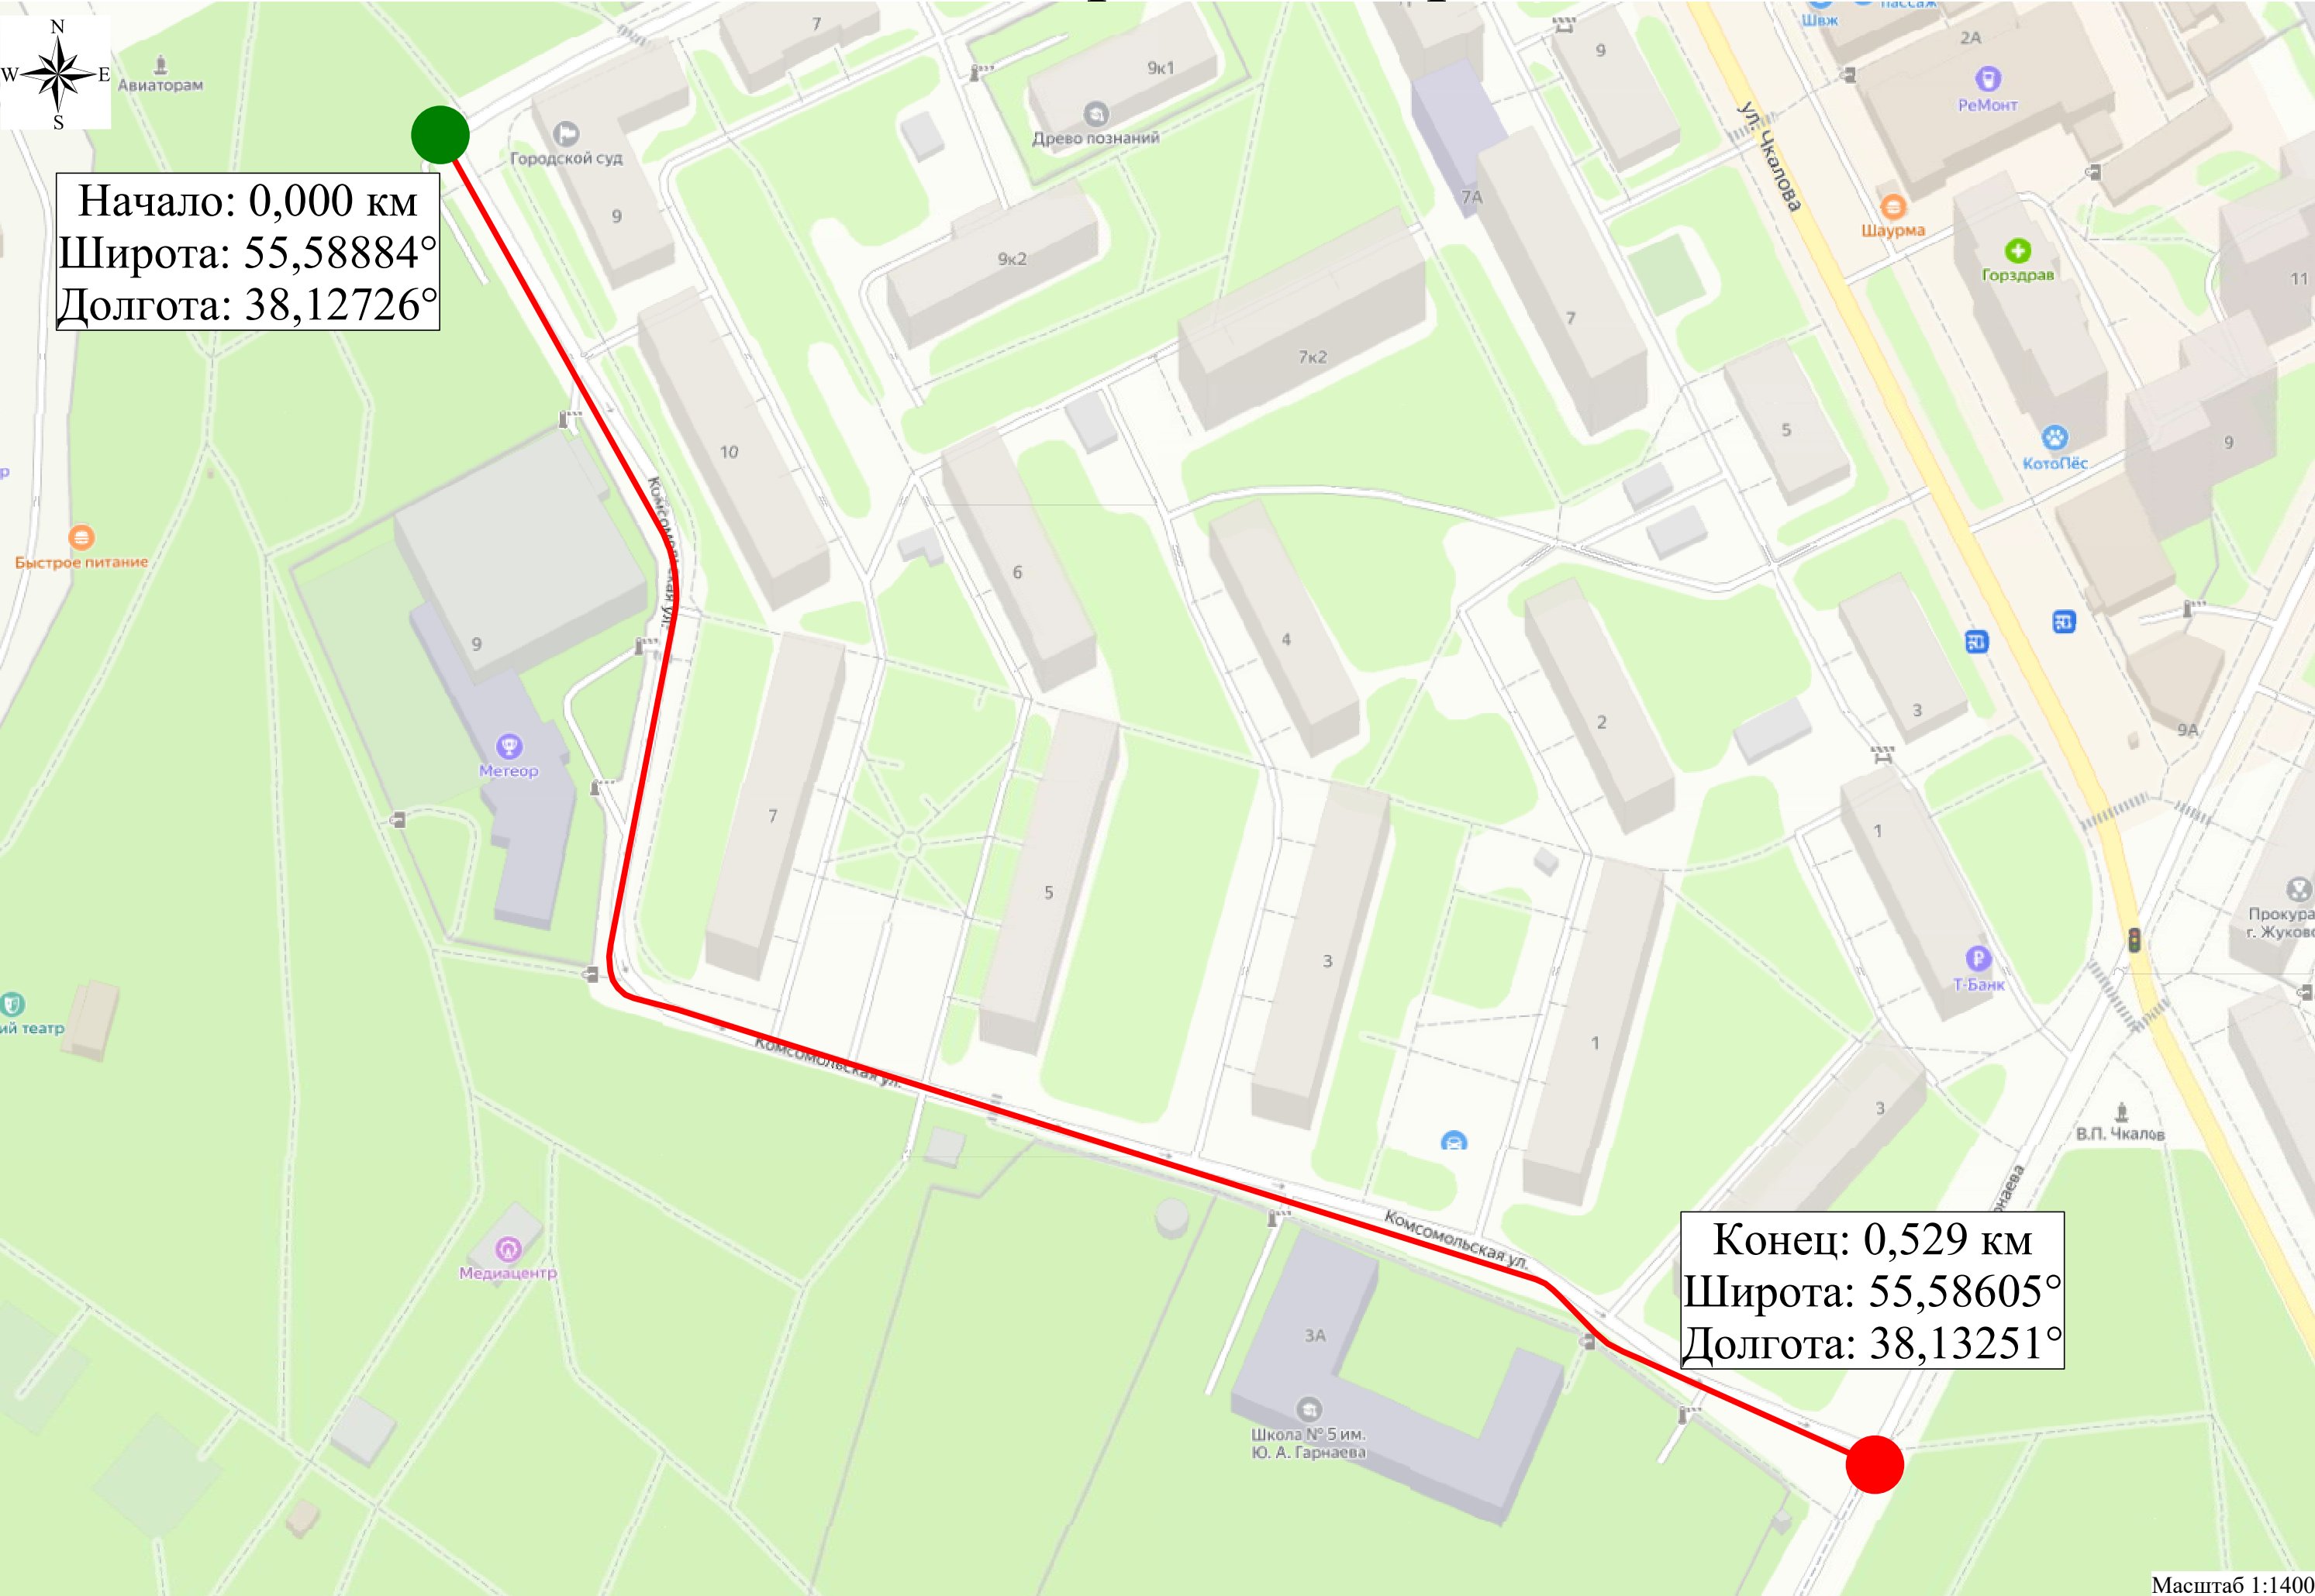 N
W
E
S
Авиаторам
Начало: 0,000 км
Широта: 55,58884°
Долгота: 38,12726°
Городской суд
9
7
9к1
Древо познаний
9к2
7А
9
7
7к2
ул. Чкалова
Швж
пассаж
2А
РеМонт
Шаурма
Горздрав
11
КотоПёс
9
5
10
Быстрое питание
Комсомольская ул.
9
Метеор
6
4
2
3
9А
7
5
3
1
1
Т-Банк
Прокура
г. Жуковс
ий театр
Комсомольская ул.
3
В.П. Чкалов
рнаева
Медиацентр
Комсомольская ул.
3А
Школа № 5 им.
Ю. А. Гарнаева
Конец: 0,529 км
Широта: 55,58605°
Долгота: 38,13251°
Масштаб 1:1400